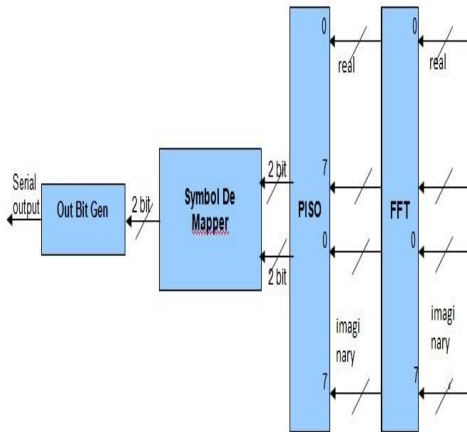 Serial
output
Out Bit Gen
2 bit
Symbol De
Mapper
2 bit
2 bit
PISO
0
7
0
7
real
imagi
nary
FFT
0
0
7
real
imagi
nary